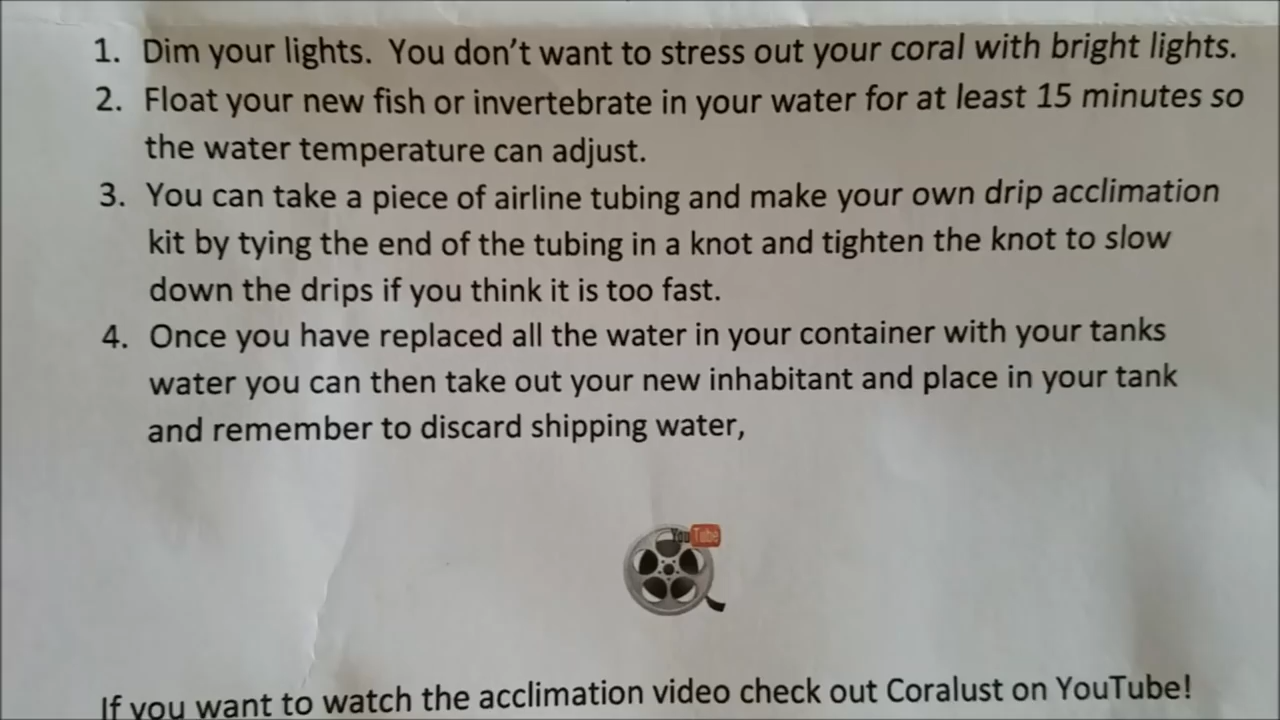 1. Dim your lights. You don't want to stress out your coral with bright lights.
2. Float your new fish or invertebrate in your water for at least 15 minutes so
the water temperature can adjust.
3. You can take a piece of airline tubing and make your own drip acclimation
kit by tying the end of the tubing in a knot and tighten the knot to slow
down the drips if you think it is too fast.
4. Once you have replaced all the water in your container with your tanks
water you can then take out your new inhabitant and place in your tank
and remember to discard shipping water,
YouTube
If you want to watch the acclimation video check out Coralust on YouTube!